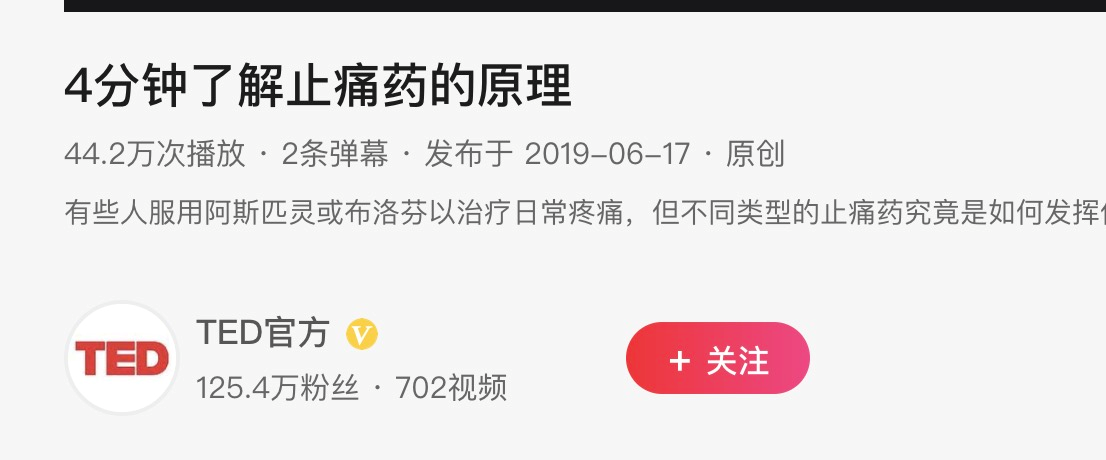 4分钟了解止痛药的原理
44.2万次播放 · 2条弹幕 · 发布于 2019-06-17 · 原创
有些人服用阿斯匹灵或布洛芬以治疗日常疼痛，但不同类型的止痛药究竟是如何发挥
TED
TED官方 V
125.4万粉丝 · 702视频
+ 关注